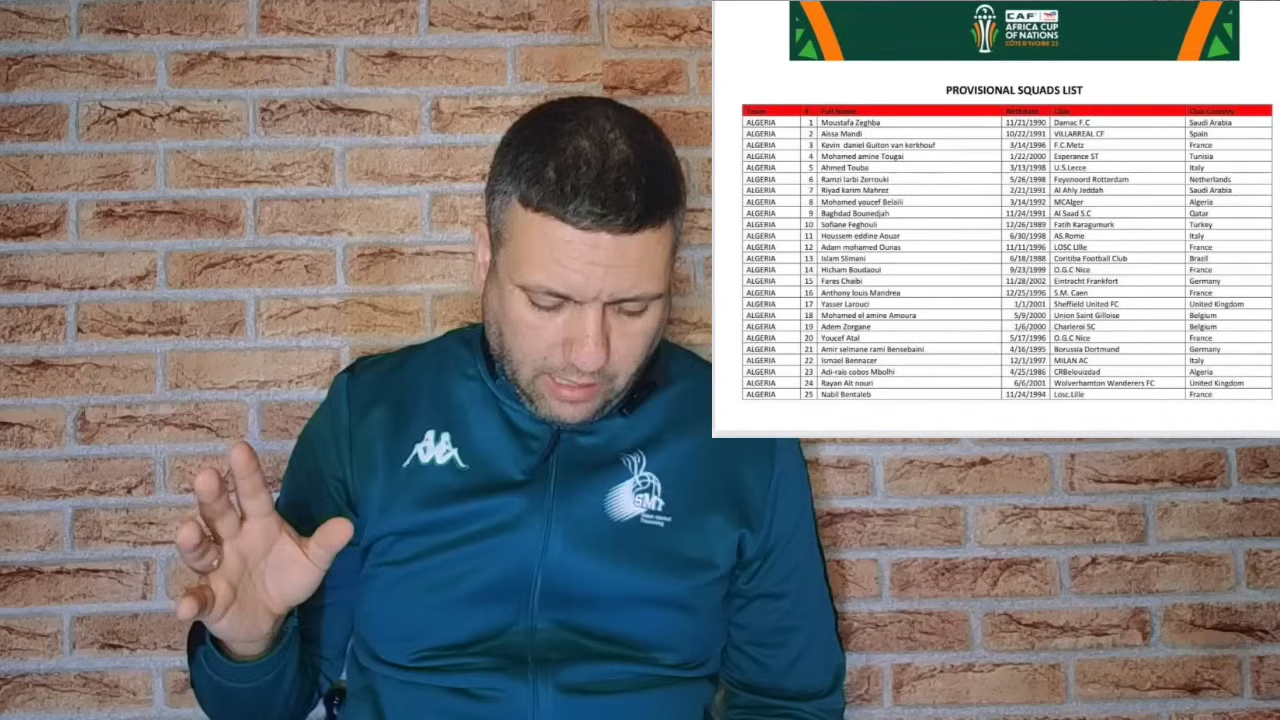 CAF
AFRICA CUP
OF NATIONS
CÔTE D'IVOIRE 23
PROVISIONAL SQUADS LIST
Team # Full Name Birthdate Club Club Country
ALGERIA 1 Moustafa Zeghba 11/21/1990 Damac F.C Saudi Arabia
ALGERIA 2 Aissa Mandi 10/22/1991 VILLARREAL CF Spain
ALGERIA 3 Kevin daniel Guiton van kerkhouf 3/14/1996 F.C.Metz France
ALGERIA 4 Mohamed amine Tougai 1/22/2000 Esperance ST Tunisia
ALGERIA 5 Ahmed Touba 3/13/1998 U.S.Lecce Italy
ALGERIA 6 Ramzi larbi Zerrouki 5/26/1998 Feyenoord Rotterdam Netherlands
ALGERIA 7 Riyad karim Mahrez 2/21/1991 Al Ahly Jeddah Saudi Arabia
ALGERIA 8 Mohamed youcef Belaili 3/14/1992 MCAlger Algeria
ALGERIA 9 Baghdad Bounedjah 11/24/1991 Al Saad S.C Qatar
ALGERIA 10 Sofiane Feghouli 12/26/1989 Fatih Karagumurk Turkey
ALGERIA 11 Houssem eddine Aouar 6/30/1998 AS.Rome Italy
ALGERIA 12 Adam mohamed Ounas 11/11/1996 LOSC Lille France
ALGERIA 13 Islam Slimani 6/18/1988 Coritiba Football Club Brazil
ALGERIA 14 Hicham Boudaoui 9/23/1999 O.G.C Nice France
ALGERIA 15 Fares Chaibi 11/28/2002 Eintracht Frankfort Germany
ALGERIA 16 Anthony louis Mandrea 12/25/1996 S.M. Caen France
ALGERIA 17 Yasser Larouci 1/1/2001 Sheffield United FC United Kingdom
ALGERIA 18 Mohamed el amine Amoura 5/9/2000 Union Saint Gilloise Belgium
ALGERIA 19 Adem Zorgane 1/6/2000 Charleroi SC Belgium
ALGERIA 20 Youcef Atal 5/17/1996 O.G.C Nice France
ALGERIA 21 Amir selmane rami Bensebaini 4/16/1995 Borussia Dortmund Germany
ALGERIA 22 Ismael Bennacer 12/1/1997 MILAN AC Italy
ALGERIA 23 Adi-rais cobos Mbolhi 4/25/1986 CRBelouizdad Algeria
ALGERIA 24 Rayan Ait nouri 6/6/2001 Wolverhamton Wanderers FC United Kingdom
ALGERIA 25 Nabil Bentaleb 11/24/1994 Losc.Lille France
SMT